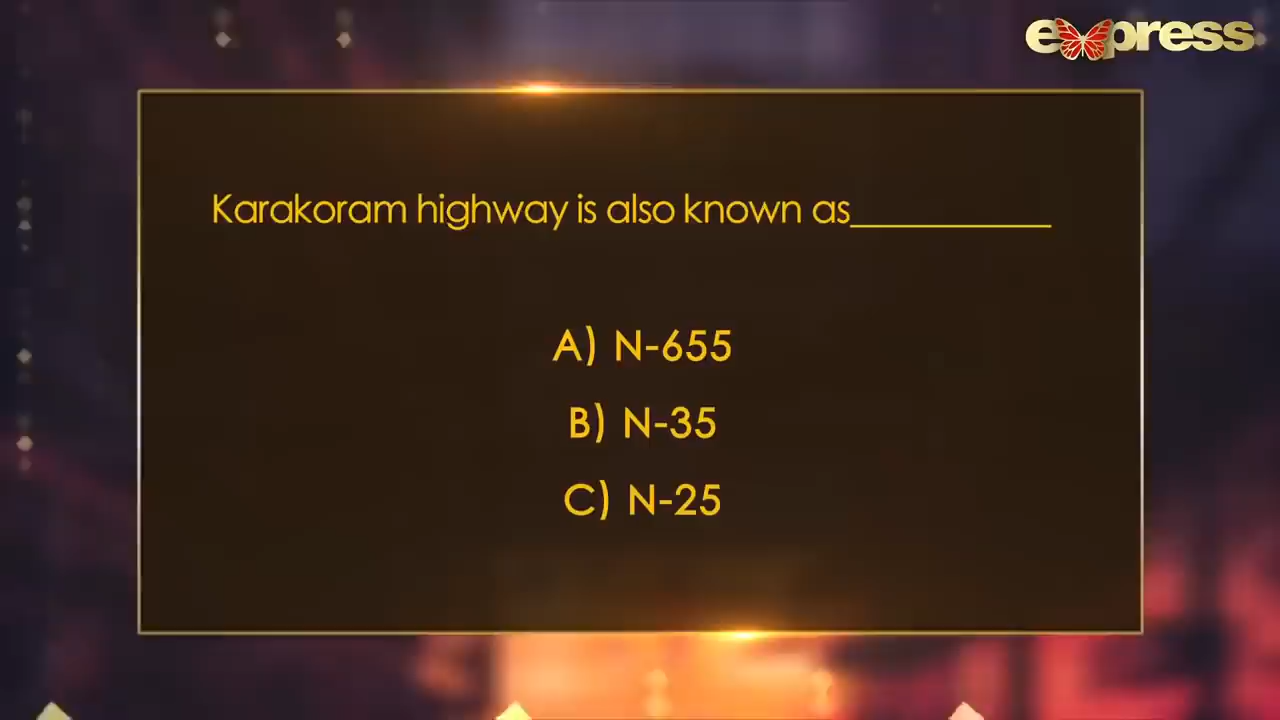 express
Karakoram highway is also known as__________
A) N-655
B) N-35
C) N-25